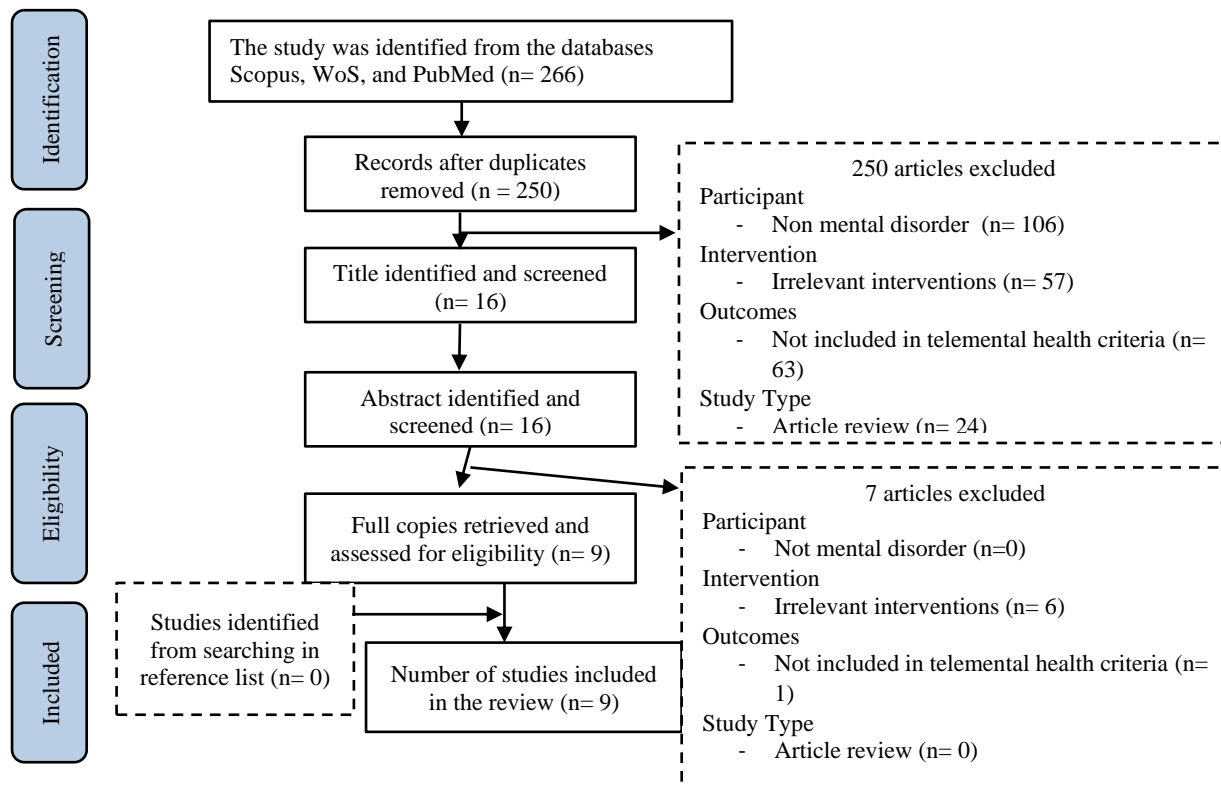 Identification
The study was identified from the databases
Scopus, WoS, and PubMed (n= 266)
Records after duplicates
removed (n = 250)
250 articles excluded
Participant
- Non mental disorder (n= 106)
Intervention
- Irrelevant interventions (n= 57)
Outcomes
- Not included in telemental health criteria (n=
63)
Study Type
- Article review (n= 24)
Screening
Title identified and screened
(n= 16)
Abstract identified and
screened (n= 16)
Eligibility
Full copies retrieved and
assessed for eligibility (n= 9)
7 articles excluded
Participant
- Not mental disorder (n=0)
Intervention
- Irrelevant interventions (n= 6)
Outcomes
- Not included in telemental health criteria (n=
1)
Study Type
- Article review (n= 0)
Included
Studies identified
from searching in
reference list (n= 0)
Number of studies included
in the review (n= 9)